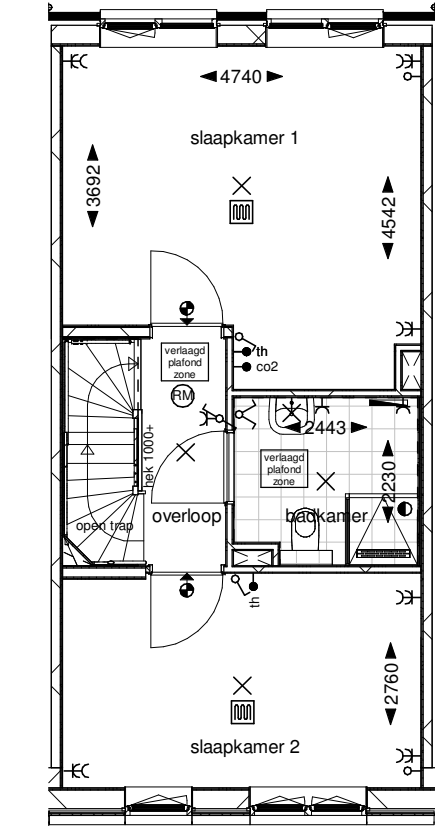 4740
slaapkamer 1
3692
4542
verlaagd
plafond
zone
th
co2
RM
hek 1000+
2443
verlaagd
plafond
zone
2230
open trap
overloop
badkamer
th
2760
slaapkamer 2